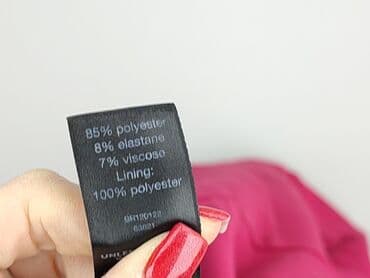 85% polyester
8% elastane
7% viscose
Lining:
100% polyester